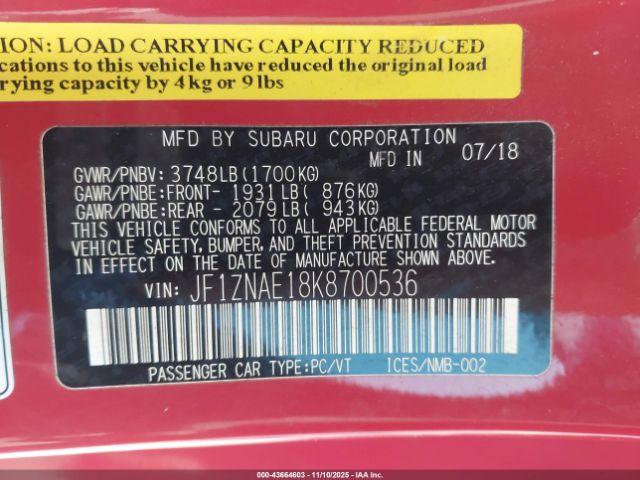 ION: LOAD CARRYING CAPACITY REDUCED
cations to this vehicle have reduced the original load
rying capacity by 4 kg or 9 lbs
MFD BY SUBARU CORPORATION
MFD IN 07/18
GVWR/PNBV: 3748LB(1700KG)
GAWR/PNBE:FRONT- 1931LB( 876KG)
GAWR/PNBE:REAR - 2079LB( 943KG)
THIS VEHICLE CONFORMS TO ALL APPLICABLE FEDERAL MOTOR
VEHICLE SAFETY, BUMPER, AND THEFT PREVENTION STANDARDS
IN EFFECT ON THE DATE OF MANUFACTURE SHOWN ABOVE.
VIN: JF1ZNAE18K8700536
PASSENGER CAR TYPE:PC/VT ICES/NMB-002
000-43664603 - 11/10/2025 - IAA Inc.